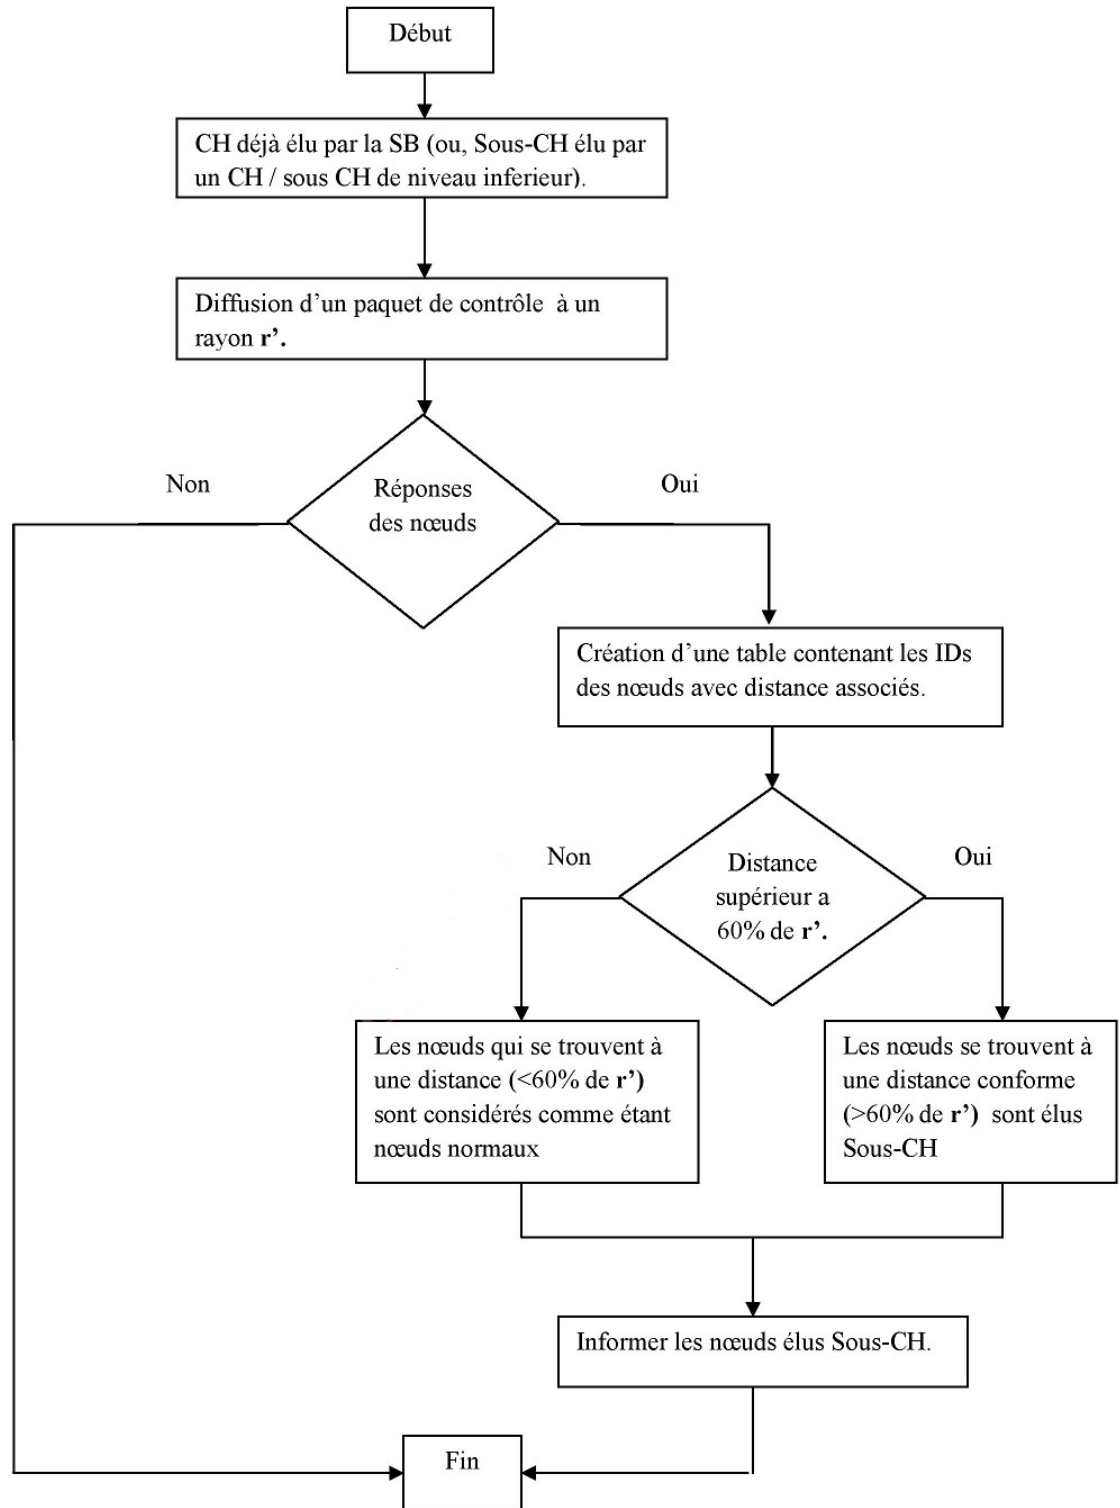 Début
CH déjà élu par la SB (ou, Sous-CH élu par
un CH / sous CH de niveau inferieur).
Diffusion d’un paquet de contrôle à un
rayon r’.
Non
Réponses
des nœuds
Oui
Création d’une table contenant les IDs
des nœuds avec distance associés.
Non
Distance
supérieur a
60% de r’.
Oui
Les nœuds qui se trouvent à
une distance (<60% de r’)
sont considérés comme étant
nœuds normaux
Les nœuds se trouvent à
une distance conforme
(>60% de r’) sont élus
Sous-CH
Informer les nœuds élus Sous-CH.
Fin